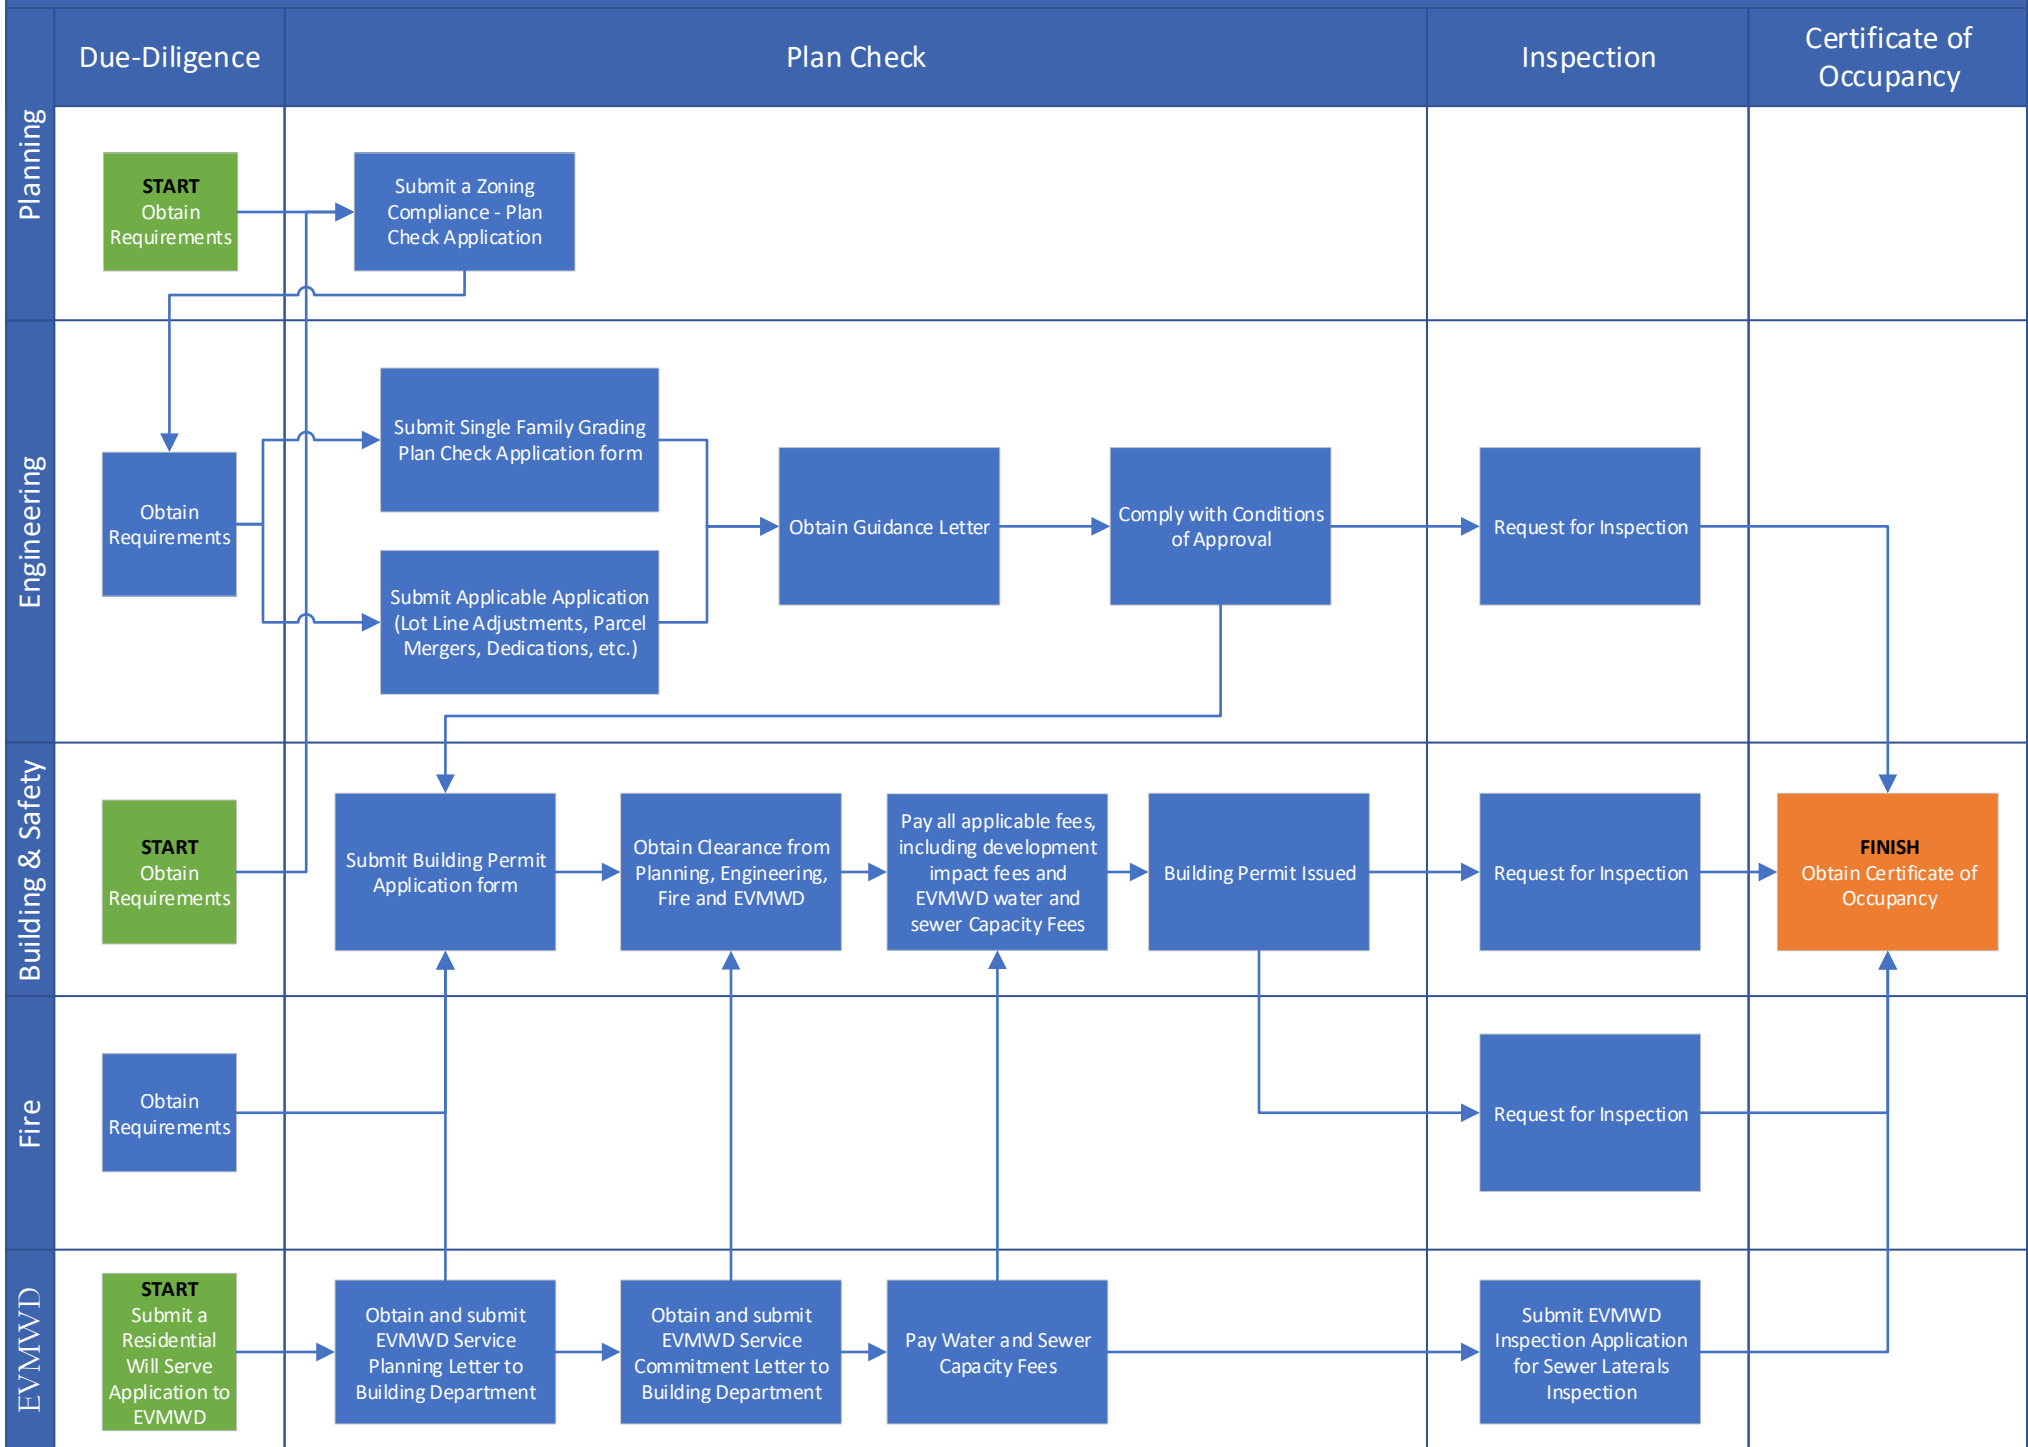 Due-Diligence
Plan Check
Inspection
Certificate of
Occupancy
Planning
START
Obtain
Requirements
Submit a Zoning
Compliance - Plan
Check Application
Engineering
Obtain
Requirements
Submit Single Family Grading
Plan Check Application form
Submit Applicable Application
(Lot Line Adjustments, Parcel
Mergers, Dedications, etc.)
Obtain Guidance Letter
Comply with Conditions
of Approval
Request for Inspection
Building & Safety
START
Obtain
Requirements
Submit Building Permit
Application form
Obtain Clearance from
Planning, Engineering,
Fire and EVMWD
Pay all applicable fees,
including development
impact fees and
EVMWD water and
sewer Capacity Fees
Building Permit Issued
Request for Inspection
FINISH
Obtain Certificate of
Occupancy
Fire
Obtain
Requirements
Request for Inspection
EVMWD
START
Submit a
Residential
Will Serve
Application to
EVMWD
Obtain and submit
EVMWD Service
Planning Letter to
Building Department
Obtain and submit
EVMWD Service
Commitment Letter to
Building Department
Pay Water and Sewer
Capacity Fees
Submit EVMWD
Inspection Application
for Sewer Laterals
Inspection